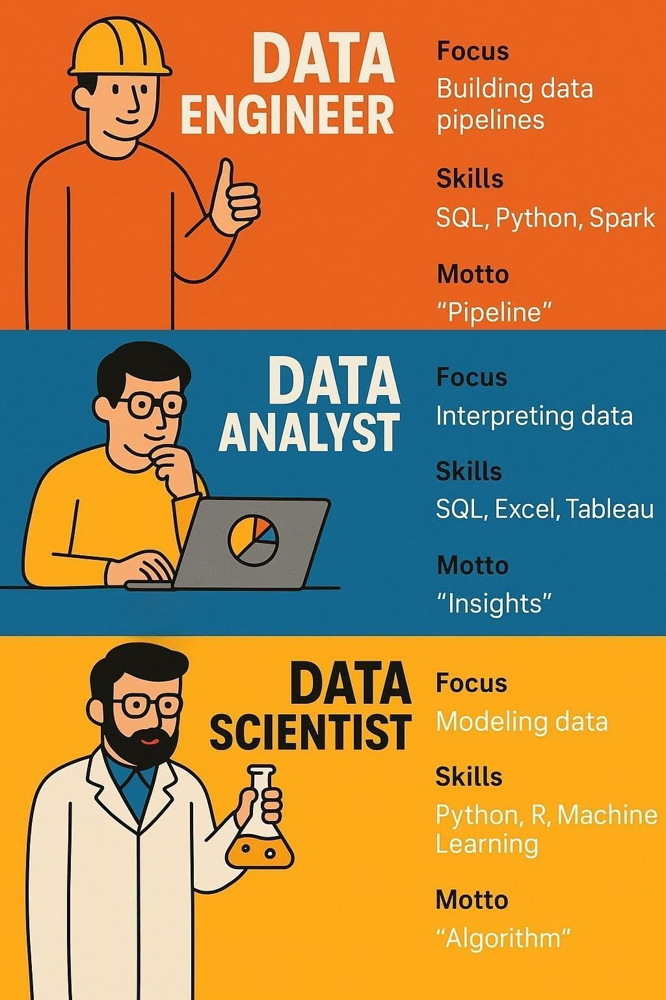 DATA
ENGINEER
Focus
Building data
pipelines
Skills
SQL, Python, Spark
Motto
“Pipeline”
DATA
ANALYST
Focus
Interpreting data
Skills
SQL, Excel, Tableau
Motto
“Insights”
DATA
SCIENTIST
Focus
Modeling data
Skills
Python, R, Machine
Learning
Motto
“Algorithm”